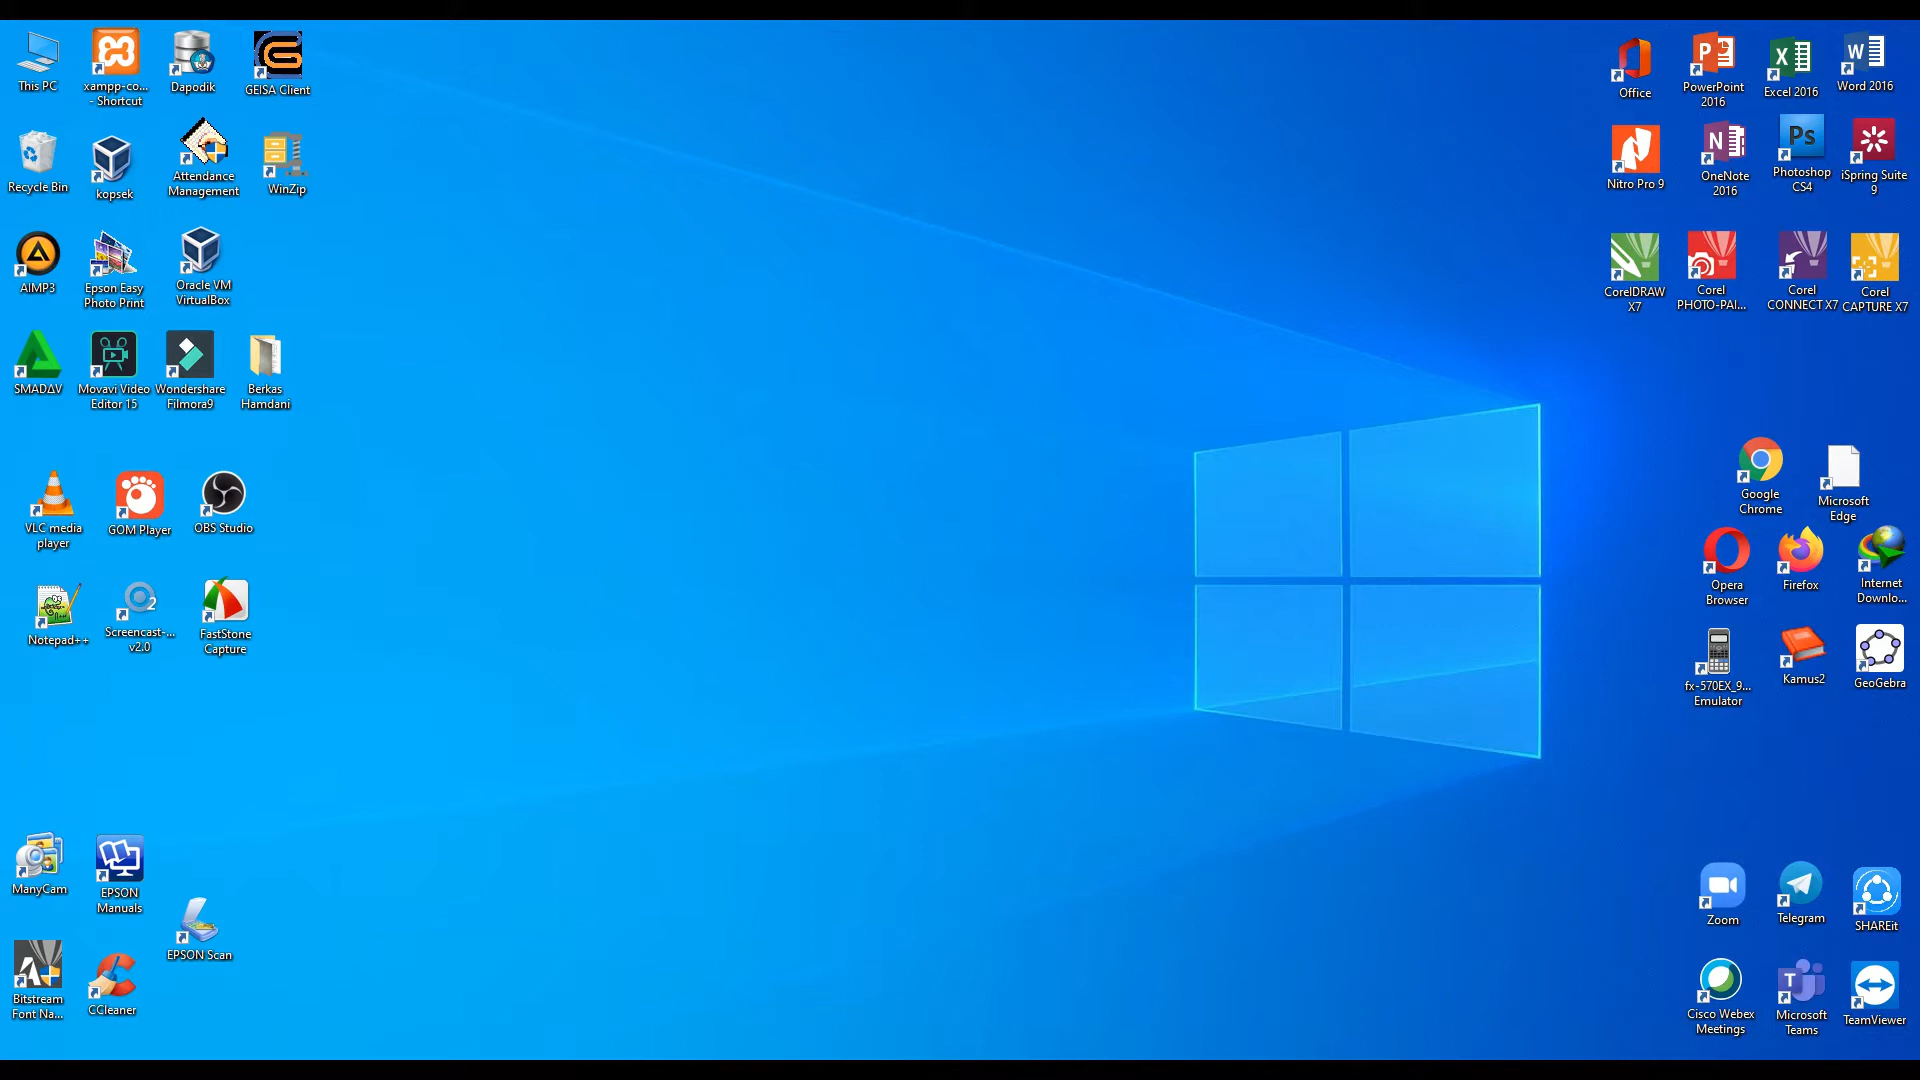 This PC
xampp-co...
- Shortcut
Dapodik
GEISA Client
Recycle Bin
kopsek
Attendance
Management
WinZip
AIMP3
Epson Easy
Photo Print
Oracle VM
VirtualBox
SMADΔV
Movavi Video
Editor 15
Wondershare
Filmora9
Berkas
Hamdani
VLC media
player
GOM Player
OBS Studio
Notepad++
2
Screencast-...
v2.0
FastStone
Capture
ManyCam
EPSON
Manuals
EPSON Scan
Bitstream
Font Na...
CCleaner
Office
P
PowerPoint
2016
X
Excel 2016
W
Word 2016
Nitro Pro 9
N
OneNote
2016
Ps
Photoshop
CS4
iSpring Suite
9
CorelDRAW
X7
Corel
PHOTO-PAI...
Corel
CONNECT X7
Corel
CAPTURE X7
Google
Chrome
Microsoft
Edge
Opera
Browser
Firefox
Internet
Downlo...
fx-570EX_9...
Emulator
Kamus2
GeoGebra
Zoom
Telegram
SHAREit
Cisco Webex
Meetings
T
Microsoft
Teams
TeamViewer